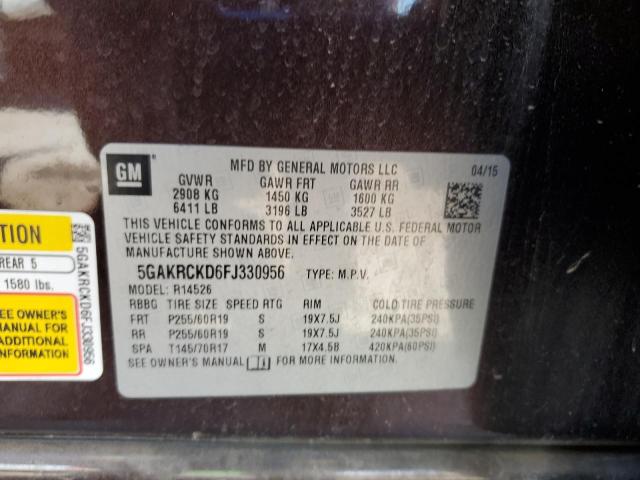 GM
MFD BY GENERAL MOTORS LLC 04/15
GVWR GAWR FRT GAWR RR
2908 KG 1450 KG 1600 KG
6411 LB 3196 LB 3527 LB
THIS VEHICLE CONFORMS TO ALL APPLICABLE U.S. FEDERAL MOTOR
VEHICLE SAFETY STANDARDS IN EFFECT ON THE DATE OF
MANUFACTURE SHOWN ABOVE.
5GAKRCKD6FJ330956 TYPE: M.P.V.
MODEL: R14526
RBBG TIRE SIZE SPEED RTG RIM COLD TIRE PRESSURE
FRT P255/60R19 S 19X7.5J 240KPA(35PSI)
RR P255/60R19 S 19X7.5J 240KPA(35PSI)
SPA T145/70R17 M 17X4.5B 420KPA(60PSI)
SEE OWNER'S MANUAL FOR MORE INFORMATION.
TION
REAR 5
1580 lbs.
EE OWNER'S
MANUAL FOR
ADDITIONAL
5GAKRCKD6FJ330956